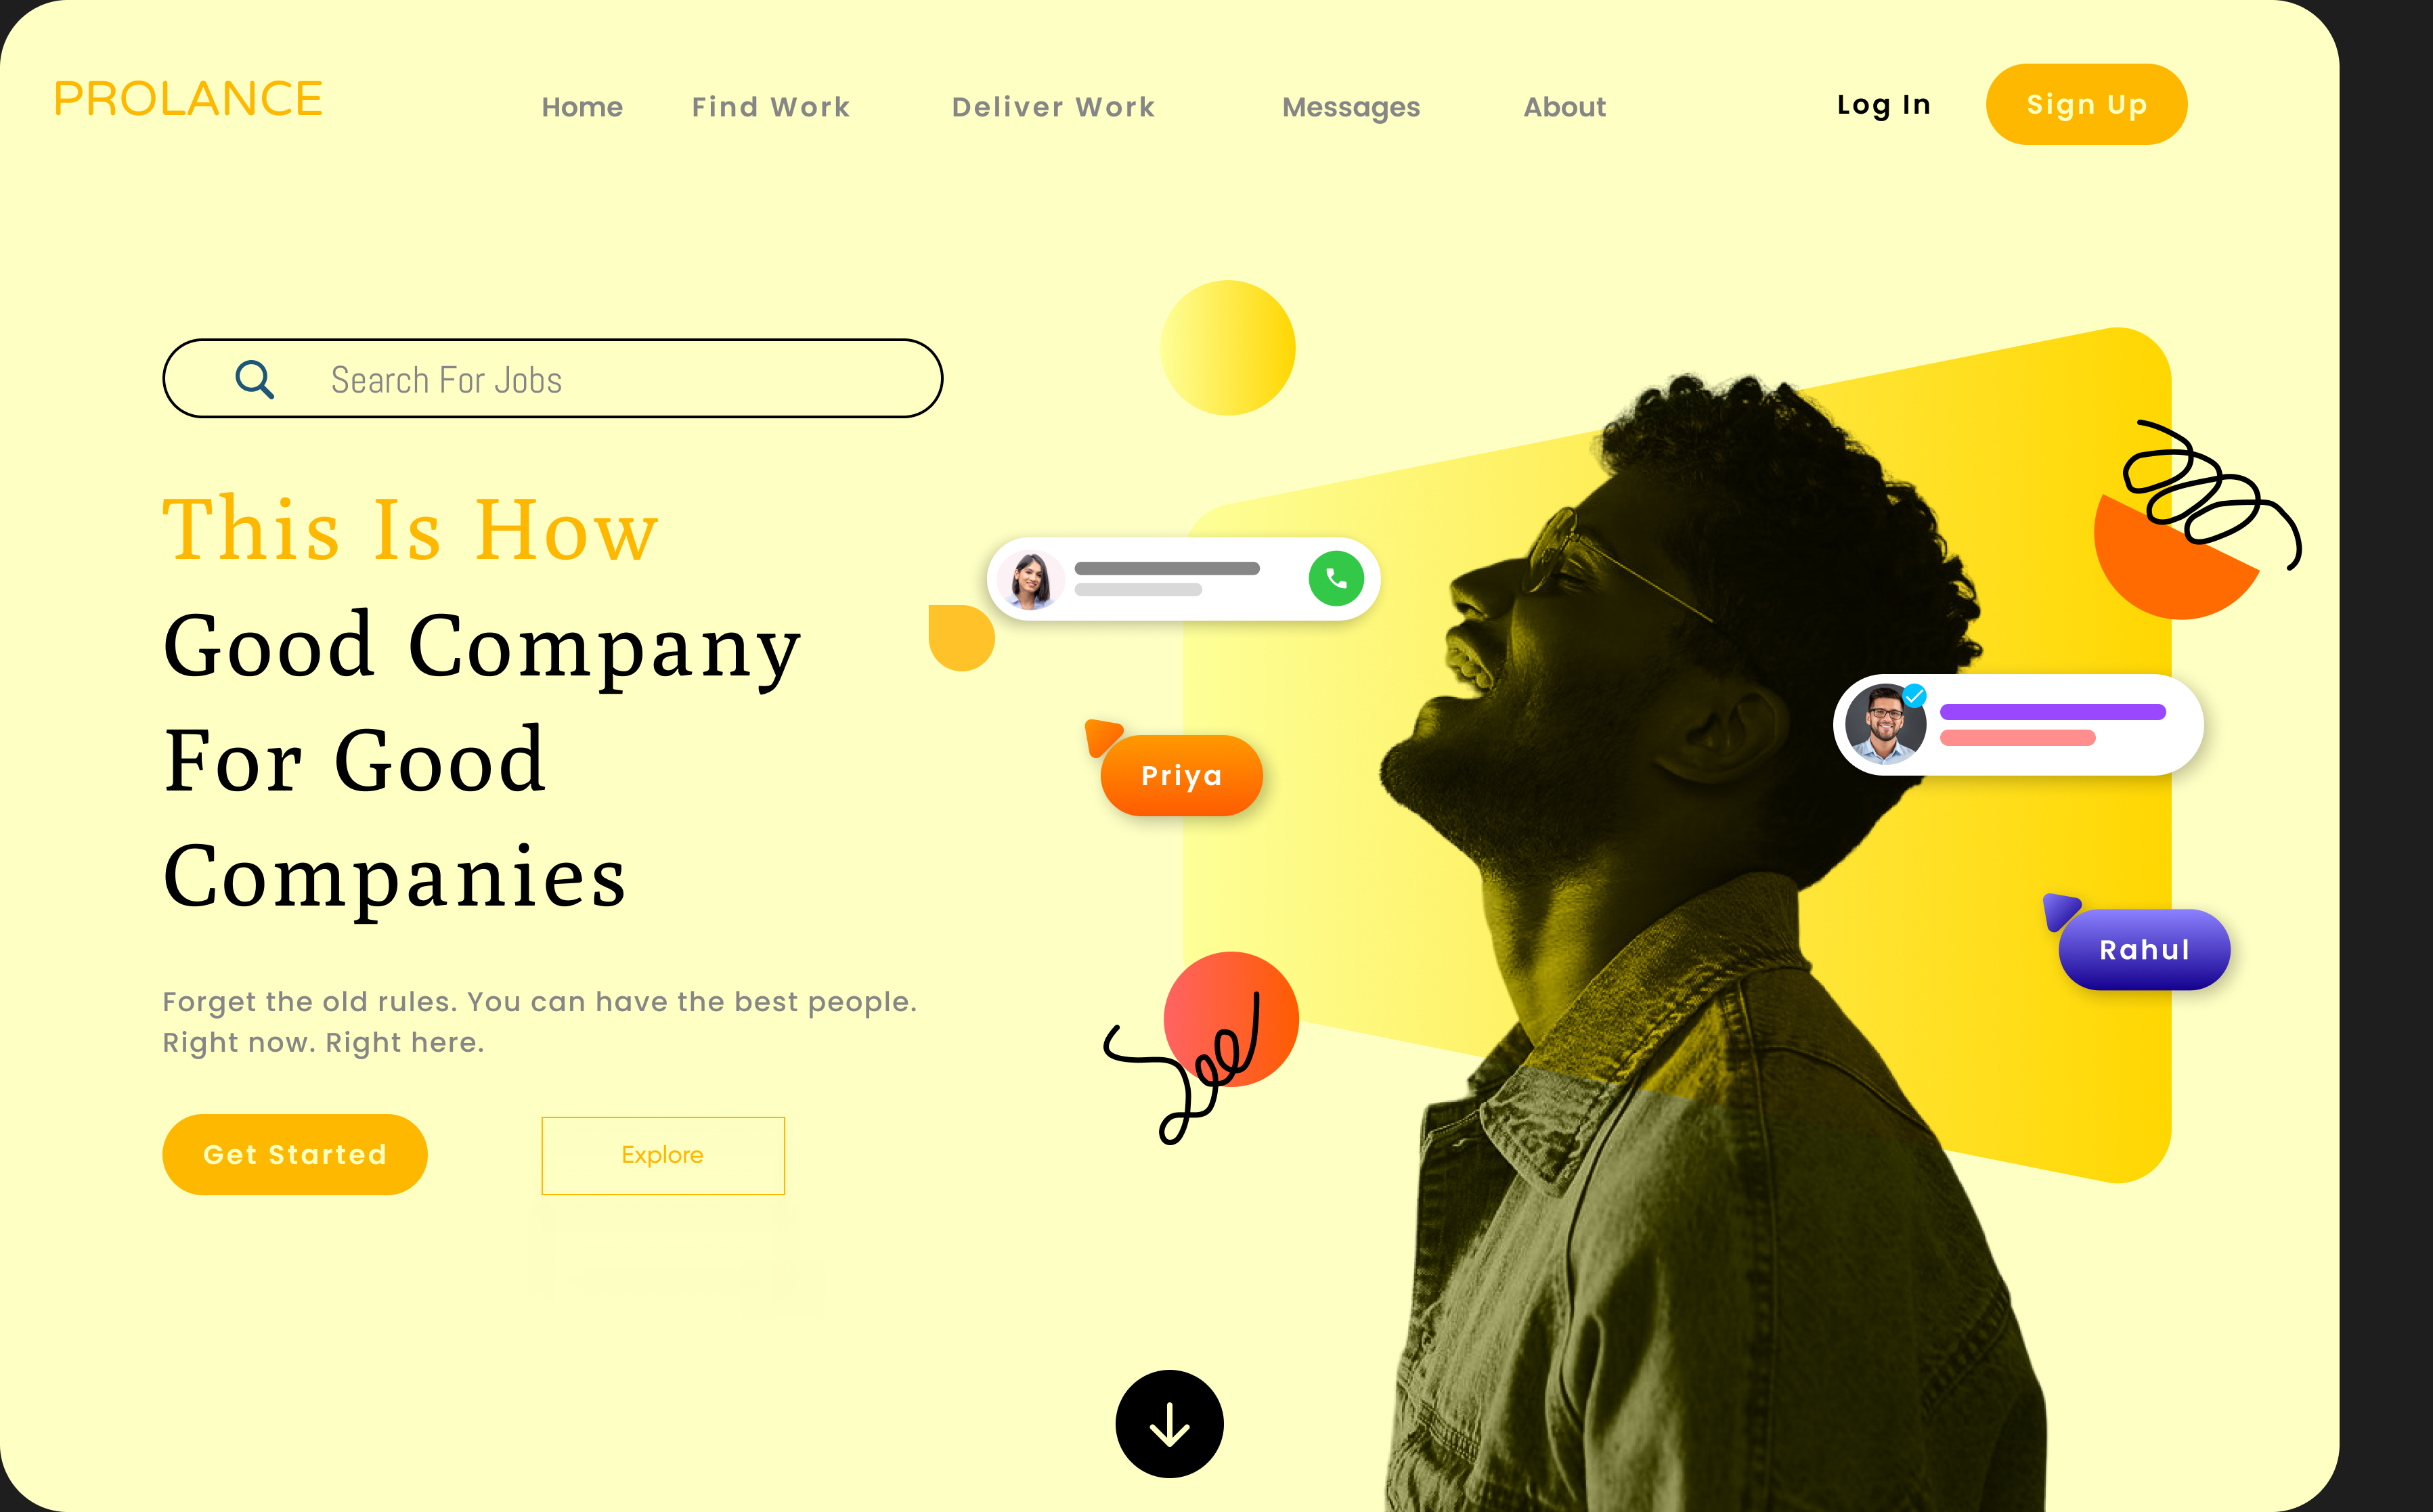 PROLANCE
Home Find Work Deliver Work Messages About Log In Sign Up
Search For Jobs
This Is How
Good Company
For Good
Companies
Priya
Rahul
Forget the old rules. You can have the best people.
Right now. Right here.
Get Started Explore